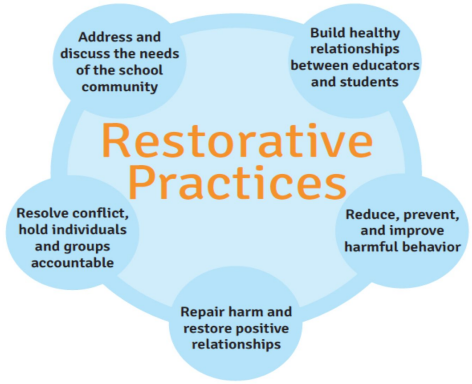 Address and
discuss the needs
of the school
community
Build healthy
relationships
between educators
and students
Restorative
Practices
Resolve conflict,
hold individuals
and groups
accountable
Reduce, prevent,
and improve
harmful behavior
Repair harm and
restore positive
relationships